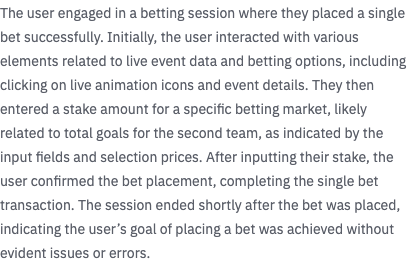 The user engaged in a betting session where they placed a single
bet successfully. Initially, the user interacted with various
elements related to live event data and betting options, including
clicking on live animation icons and event details. They then
entered a stake amount for a specific betting market, likely
related to total goals for the second team, as indicated by the
input fields and selection prices. After inputting their stake, the
user confirmed the bet placement, completing the single bet
transaction. The session ended shortly after the bet was placed,
indicating the user’s goal of placing a bet was achieved without
evident issues or errors.